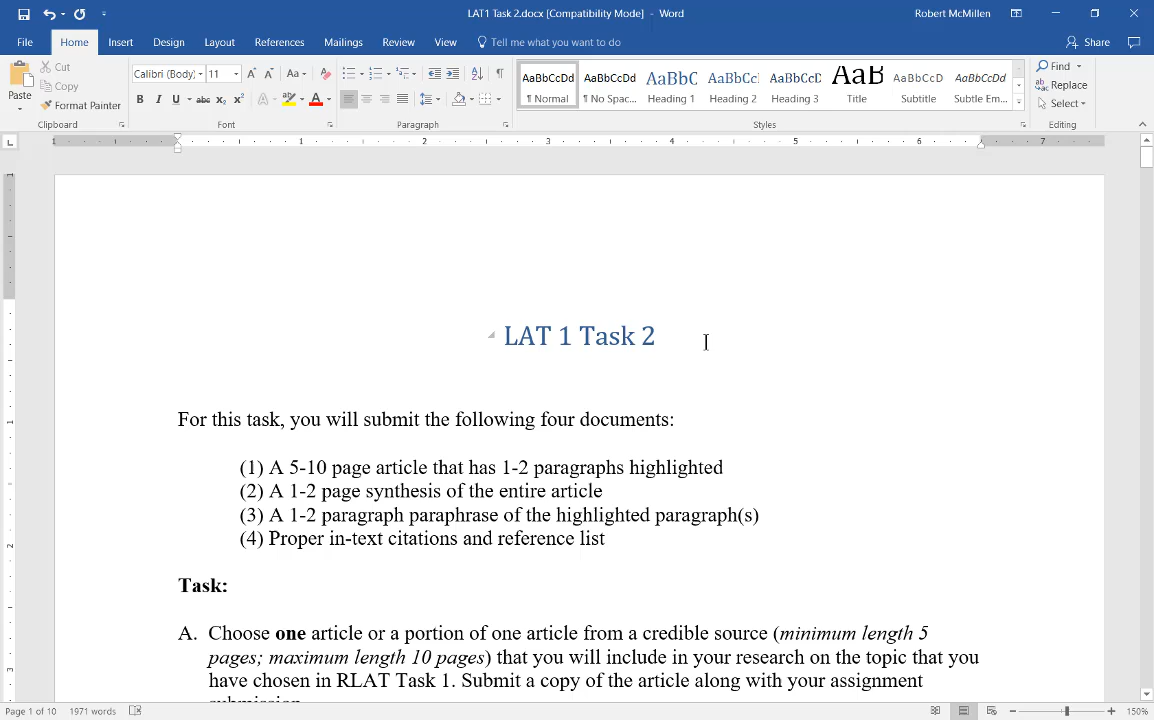 LAT1 Task 2.docx [Compatibility Mode] - Word
Robert McMillen
File Home Insert Design Layout References Mailings Review View Tell me what you want to do
Share
Paste
Cut
Copy
Format Painter
Clipboard
Calibri (Body) 11
Font
Paragraph
AaBbCcDd AaBbCcDd AaBbC AaBbCc AaBbCcD AaB AaBbCcD AaBbCcDd
¶ Normal ¶ No Spac... Heading 1 Heading 2 Heading 3 Title Subtitle Subtle Em...
Styles
Find
Replace
Select
Editing
1 1 2 3 4 5 6 7
LAT 1 Task 2
For this task, you will submit the following four documents:
(1) A 5-10 page article that has 1-2 paragraphs highlighted
(2) A 1-2 page synthesis of the entire article
(3) A 1-2 paragraph paraphrase of the highlighted paragraph(s)
(4) Proper in-text citations and reference list
Task:
A. Choose one article or a portion of one article from a credible source (minimum length 5
pages; maximum length 10 pages) that you will include in your research on the topic that you
have chosen in RLAT Task 1. Submit a copy of the article along with your assignment
submission.
Page 1 of 10 1971 words
150%